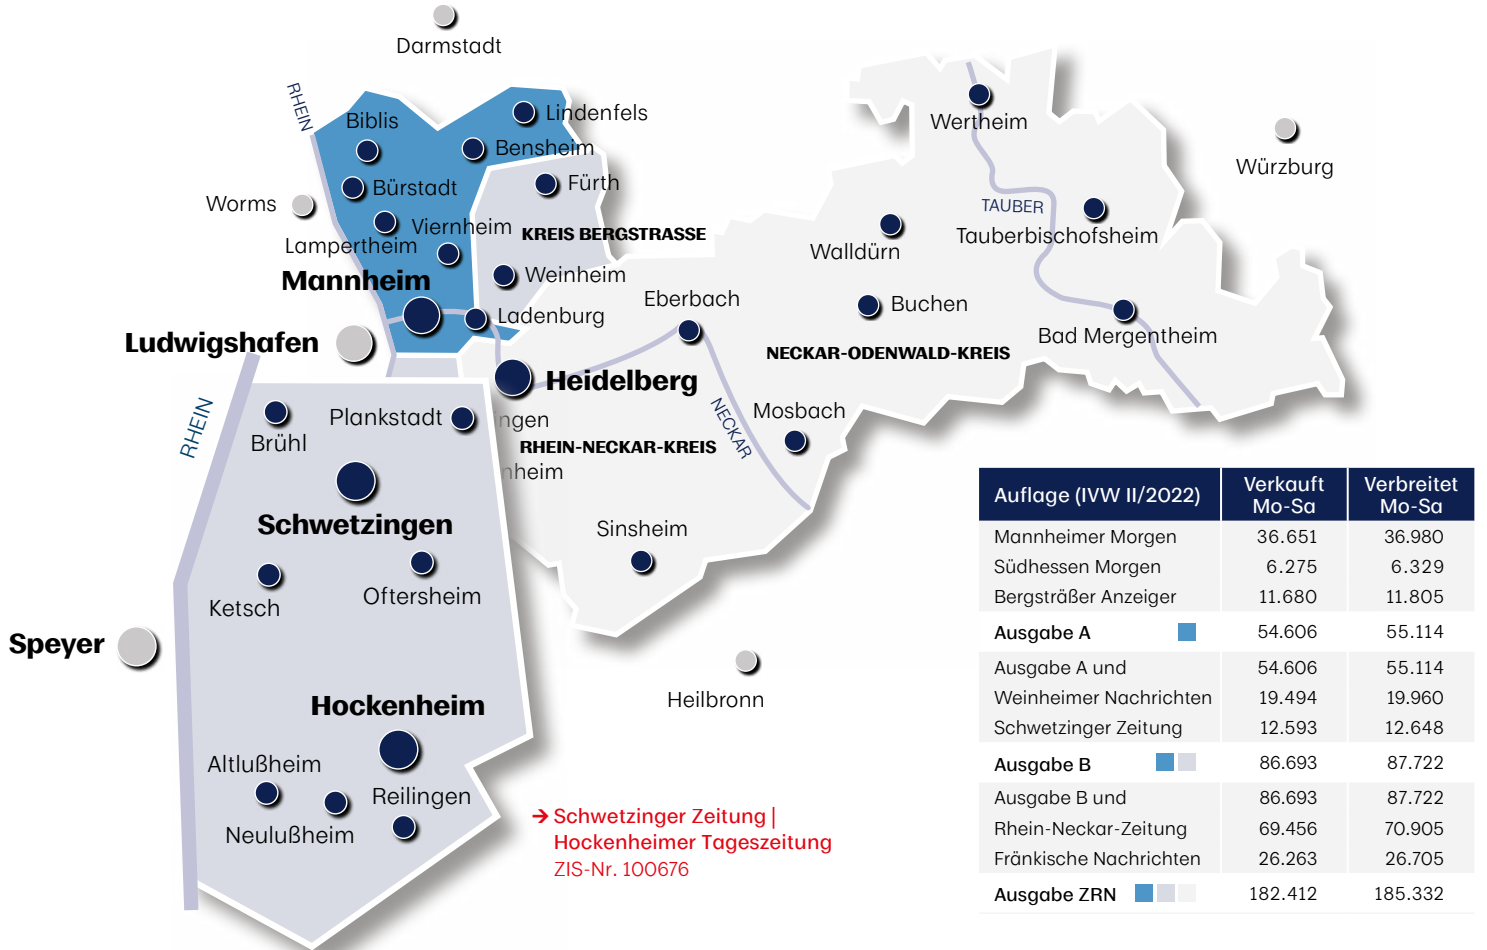 Darmstadt
RHEIN
Lindenfels
Biblis
Bensheim
Bürstadt
Fürth
Worms
Viernheim
Lampertheim
KREIS BERGSTRASSE
Mannheim
Weinheim
Ladenburg
Ludwigshafen
Eberbach
Heidelberg
Wertheim
Würzburg
TAUBER
Tauberbischofsheim
Walldürn
Buchen
Bad Mergentheim
NECKAR-ODENWALD-KREIS
NECKAR
Mosbach
RHEIN
Plankstadt
ngen
Brühl
RHEIN-NECKAR-KREIS
nheim
Schwetzingen
Sinsheim
Ketsch
Oftersheim
Speyer
Heilbronn
Hockenheim
Altlußheim
Reilingen
Neulußheim
➔ Schwetzinger Zeitung |
Hockenheimer Tageszeitung
ZIS-Nr. 100676
Auflage (IVW II/2022) Verkauft Mo-Sa Verbreitet Mo-Sa
Mannheimer Morgen 36.651 36.980
Südhessen Morgen 6.275 6.329
Bergsträßer Anzeiger 11.680 11.805
Ausgabe A 54.606 55.114
Ausgabe A und 54.606 55.114
Weinheimer Nachrichten 19.494 19.960
Schwetzinger Zeitung 12.593 12.648
Ausgabe B 86.693 87.722
Ausgabe B und 86.693 87.722
Rhein-Neckar-Zeitung 69.456 70.905
Fränkische Nachrichten 26.263 26.705
Ausgabe ZRN 182.412 185.332